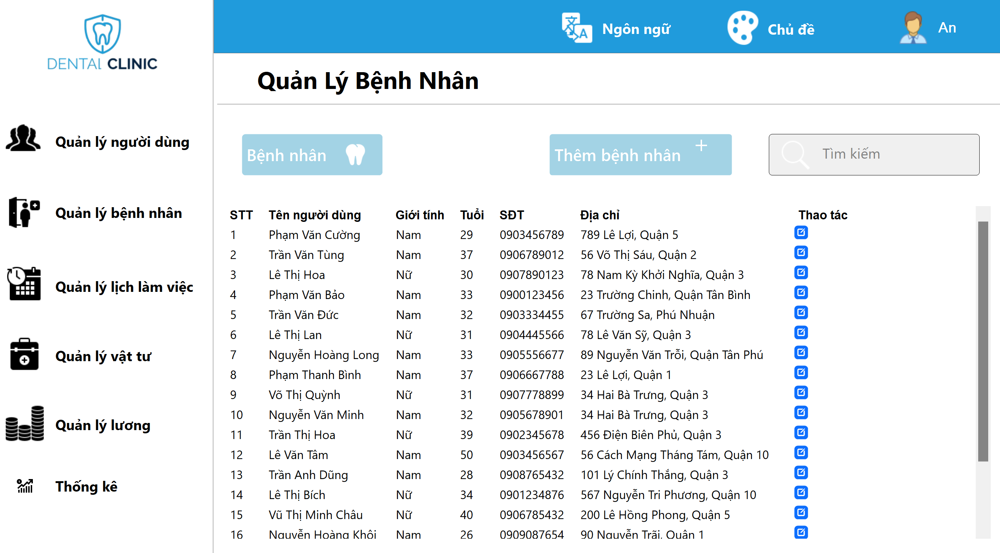 DENTAL CLINIC
Ngôn ngữ
Chủ đề
An
Quản Lý Bệnh Nhân
Quản lý người dùng
Quản lý bệnh nhân
Quản lý lịch làm việc
Quản lý vật tư
Quản lý lương
Thống kê
Bệnh nhân
Thêm bệnh nhân +
Tìm kiếm
STT Tên người dùng Giới tính Tuổi SĐT Địa chỉ Thao tác
1 Phạm Văn Cường Nam 29 0903456789 789 Lê Lợi, Quận 5
2 Trần Văn Tùng Nam 37 0906789012 56 Võ Thị Sáu, Quận 2
3 Lê Thị Hoa Nữ 30 0907890123 78 Nam Kỳ Khởi Nghĩa, Quận 3
4 Phạm Văn Bảo Nam 33 0900123456 23 Trường Chinh, Quận Tân Bình
5 Trần Văn Đức Nam 32 0903334455 67 Trường Sa, Phú Nhuận
6 Lê Thị Lan Nữ 31 0904445566 78 Lê Văn Sỹ, Quận 3
7 Nguyễn Hoàng Long Nam 33 0905556677 89 Nguyễn Văn Trỗi, Quận Tân Phú
8 Phạm Thanh Bình Nam 37 0906667788 23 Lê Lợi, Quận 1
9 Võ Thị Quỳnh Nữ 31 0907778899 34 Hai Bà Trưng, Quận 3
10 Nguyễn Văn Minh Nam 32 0905678901 34 Hai Bà Trưng, Quận 3
11 Trần Thị Hoa Nữ 39 0902345678 456 Điện Biên Phủ, Quận 3
12 Lê Văn Tâm Nam 50 0903456567 56 Cách Mạng Tháng Tám, Quận 10
13 Trần Anh Dũng Nam 28 0908765432 101 Lý Chính Thắng, Quận 3
14 Lê Thị Bích Nữ 34 0901234876 567 Nguyễn Tri Phương, Quận 10
15 Vũ Thị Minh Châu Nữ 40 0906785432 200 Lê Hồng Phong, Quận 5
16 Nguyễn Hoàng Khôi Nam 26 0909087654 90 Nguyễn Trãi, Quận 1